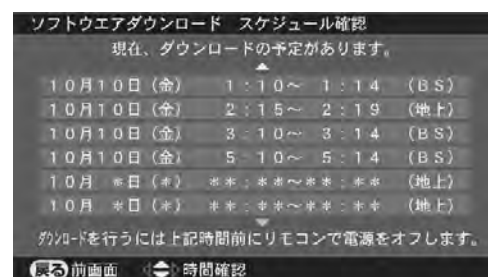 ソフトウエアダウンロード スケジュール確認
現在、ダウンロードの予定があります。
10月10日(金) 1:10～ 1:14 (BS)
10月10日(金) 2:15～ 2:19 (地上)
10月10日(金) 3:10～ 3:14 (BS)
10月10日(金) 5:10～ 5:14 (BS)
10月 *日(*) **:**～**:** (地上)
10月 *日(*) **:**～**:** (地上)
ダウンロードを行うには上記時間前にリモコンで電源をオフします。
戻る前画面 時間確認